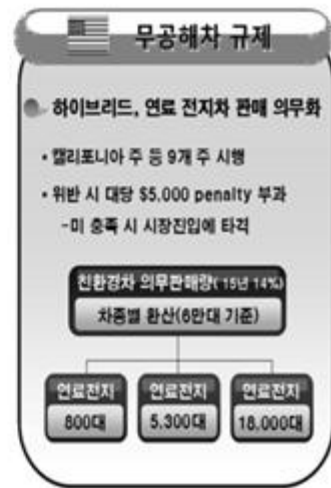 무공해차 규제
하이브리드, 연료 전지차 판매 의무화
• 캘리포니아 주 등 9개 주 시행
• 위반 시 대당 $5.000 penalty 부과
-미 충족 시 시장진입에 타격
친환경차 의무판매량( 15년 14%)
차종별 환산(6만대 기준)
연료전지 연료전지 연료전지
800대 5.300대 18.000대